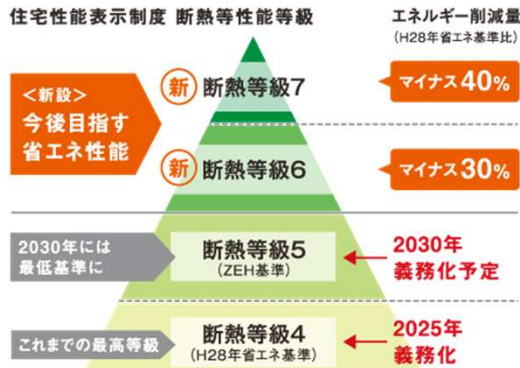 住宅性能表示制度 断熱等性能等級
エネルギー削減量
(H28年省エネ基準比)
<新設>
今後目指す
省エネ性能
新 断熱等級7
マイナス40%
新 断熱等級6
マイナス30%
2030年には
最低基準に
断熱等級5
(ZEH基準)
2030年
義務化予定
これまでの最高等級
断熱等級4
(H28年省エネ基準)
2025年
義務化